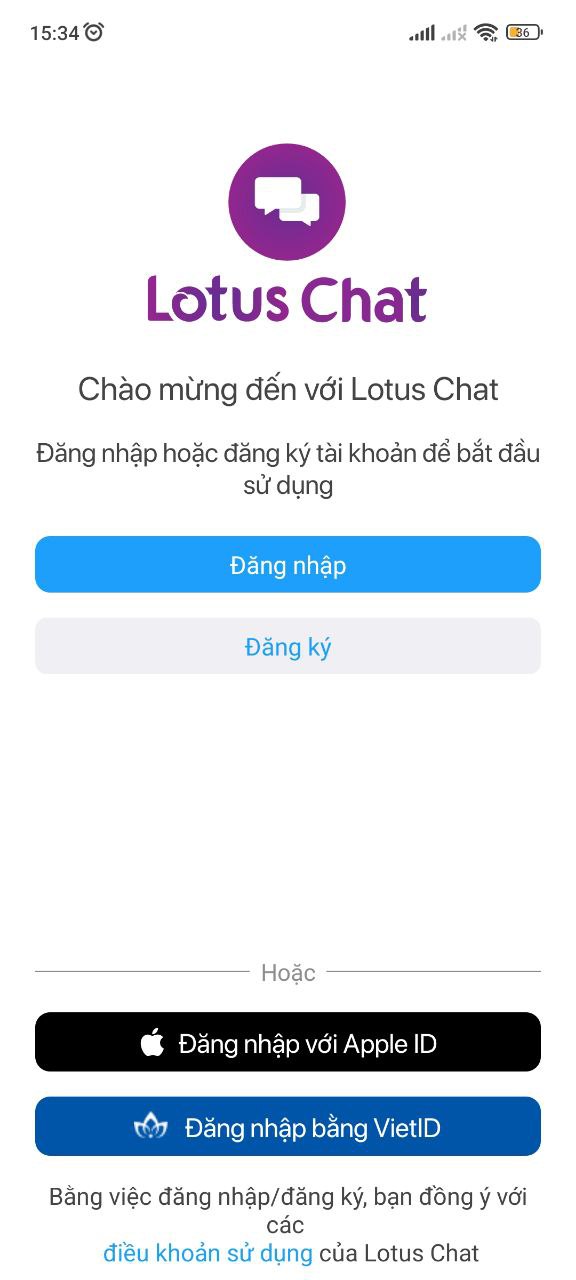 15:34
36
Lotus Chat
Chào mừng đến với Lotus Chat
Đăng nhập hoặc đăng ký tài khoản để bắt đầu
sử dụng
Đăng nhập
Đăng ký
Hoặc
Đăng nhập với Apple ID
Đăng nhập bằng VietID
Bằng việc đăng nhập/đăng ký, bạn đồng ý với
các
điều khoản sử dụng của Lotus Chat